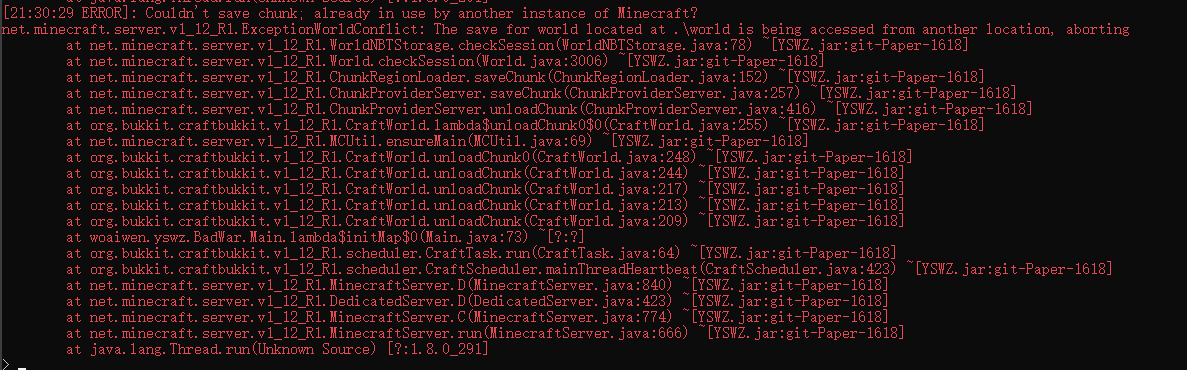 [21:30:29 ERROR]: Couldn't save chunk; already in use by another instance of Minecraft?
net.minecraft.server.v1_12_R1.ExceptionWorldConflict: The save for world located at .\world is being accessed from another location, aborting
at net.minecraft.server.v1_12_R1.WorldNBTStorage.checkSession(WorldNBTStorage.java:78) ~[YSWZ.jar:git-Paper-1618]
at net.minecraft.server.v1_12_R1.World.checkSession(World.java:3006) ~[YSWZ.jar:git-Paper-1618]
at net.minecraft.server.v1_12_R1.ChunkRegionLoader.saveChunk(ChunkRegionLoader.java:152) ~[YSWZ.jar:git-Paper-1618]
at net.minecraft.server.v1_12_R1.ChunkProviderServer.saveChunk(ChunkProviderServer.java:257) ~[YSWZ.jar:git-Paper-1618]
at net.minecraft.server.v1_12_R1.ChunkProviderServer.unloadChunk(ChunkProviderServer.java:416) ~[YSWZ.jar:git-Paper-1618]
at org.bukkit.craftbukkit.v1_12_R1.CraftWorld.lambda$unloadChunk0$0(CraftWorld.java:255) ~[YSWZ.jar:git-Paper-1618]
at net.minecraft.server.v1_12_R1.MCUtil.ensureMain(MCUtil.java:69) ~[YSWZ.jar:git-Paper-1618]
at org.bukkit.craftbukkit.v1_12_R1.CraftWorld.unloadChunk0(CraftWorld.java:248) ~[YSWZ.jar:git-Paper-1618]
at org.bukkit.craftbukkit.v1_12_R1.CraftWorld.unloadChunk(CraftWorld.java:244) ~[YSWZ.jar:git-Paper-1618]
at org.bukkit.craftbukkit.v1_12_R1.CraftWorld.unloadChunk(CraftWorld.java:217) ~[YSWZ.jar:git-Paper-1618]
at org.bukkit.craftbukkit.v1_12_R1.CraftWorld.unloadChunk(CraftWorld.java:213) ~[YSWZ.jar:git-Paper-1618]
at org.bukkit.craftbukkit.v1_12_R1.CraftWorld.unloadChunk(CraftWorld.java:209) ~[YSWZ.jar:git-Paper-1618]
at woaiwen.yswz.BadWar.Main.lambda$initMap$0(Main.java:73) ~[?:?]
at org.bukkit.craftbukkit.v1_12_R1.scheduler.CraftTask.run(CraftTask.java:64) ~[YSWZ.jar:git-Paper-1618]
at org.bukkit.craftbukkit.v1_12_R1.scheduler.CraftScheduler.mainThreadHeartbeat(CraftScheduler.java:423) ~[YSWZ.jar:git-Paper-1618]
at net.minecraft.server.v1_12_R1.MinecraftServer.D(MinecraftServer.java:840) ~[YSWZ.jar:git-Paper-1618]
at net.minecraft.server.v1_12_R1.DedicatedServer.D(DedicatedServer.java:423) ~[YSWZ.jar:git-Paper-1618]
at net.minecraft.server.v1_12_R1.MinecraftServer.C(MinecraftServer.java:774) ~[YSWZ.jar:git-Paper-1618]
at net.minecraft.server.v1_12_R1.MinecraftServer.run(MinecraftServer.java:666) ~[YSWZ.jar:git-Paper-1618]
at java.lang.Thread.run(Unknown Source) [?:1.8.0_291]
>